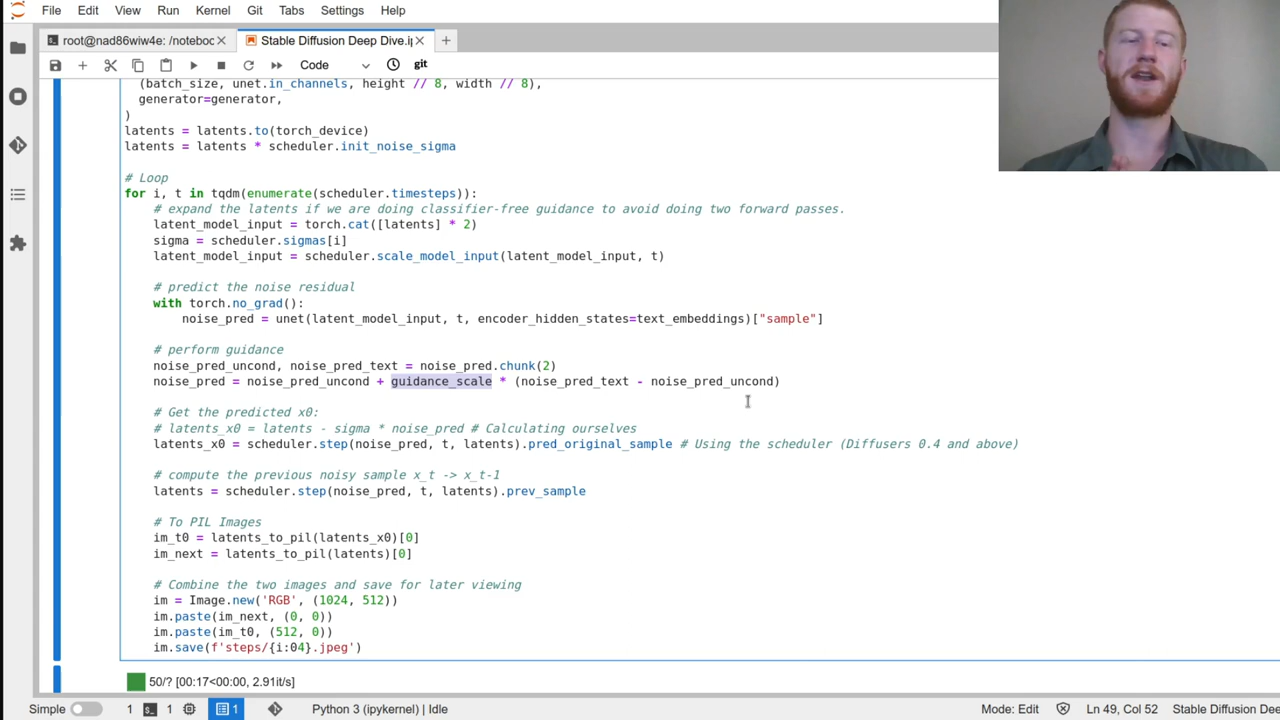 File Edit View Run Kernel Git Tabs Settings Help
root@nad86wiw4e: /noteboc
Stable Diffusion Deep Dive.ip
Code
git
(batch_size, unet.in_channels, height // 8, width // 8),
generator=generator,
)
latents = latents.to(torch_device)
latents = latents * scheduler.init_noise_sigma
# Loop
for i, t in tqdm(enumerate(scheduler.timesteps)):
# expand the latents if we are doing classifier-free guidance to avoid doing two forward passes.
latent_model_input = torch.cat([latents] * 2)
sigma = scheduler.sigmas[i]
latent_model_input = scheduler.scale_model_input(latent_model_input, t)
# predict the noise residual
with torch.no_grad():
noise_pred = unet(latent_model_input, t, encoder_hidden_states=text_embeddings)["sample"]
# perform guidance
noise_pred_uncond, noise_pred_text = noise_pred.chunk(2)
noise_pred = noise_pred_uncond + guidance_scale * (noise_pred_text - noise_pred_uncond)
# Get the predicted x0:
# latents_x0 = latents - sigma * noise_pred # Calculating ourselves
latents_x0 = scheduler.step(noise_pred, t, latents).pred_original_sample # Using the scheduler (Diffusers 0.4 and above)
# compute the previous noisy sample x_t -> x_t-1
latents = scheduler.step(noise_pred, t, latents).prev_sample
# To PIL Images
im_t0 = latents_to_pil(latents_x0)[0]
im_next = latents_to_pil(latents)[0]
# Combine the two images and save for later viewing
im = Image.new('RGB', (1024, 512))
im.paste(im_next, (0, 0))
im.paste(im_t0, (512, 0))
im.save(f'steps/{i:04}.jpeg')
50/? [00:17<00:00, 2.91it/s]
Simple 1 1 1 Python 3 (ipykernel) | Idle Mode: Edit Ln 49, Col 52 Stable Diffusion Dee